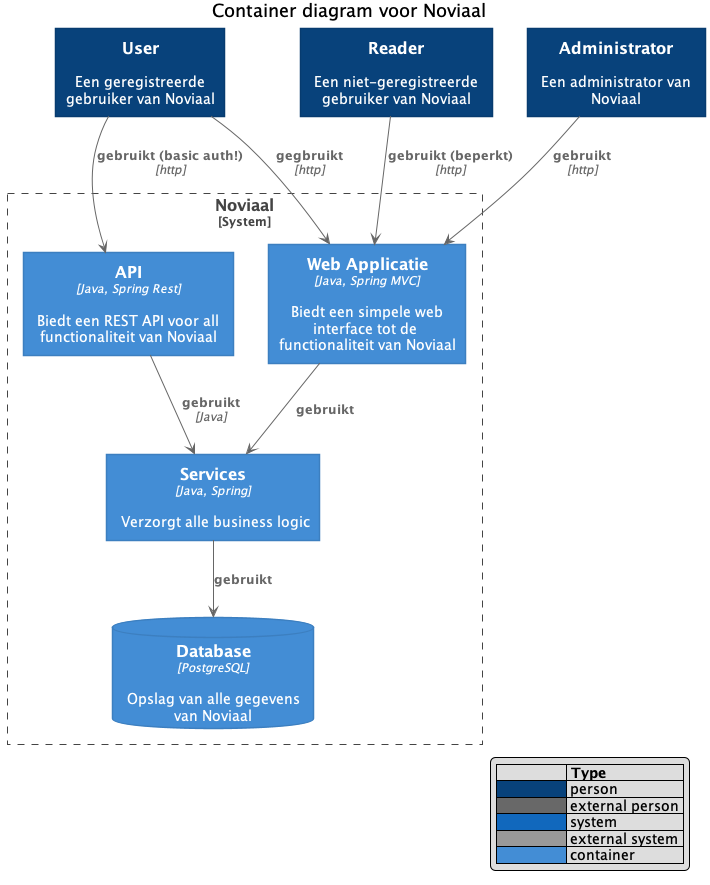 Container diagram voor Noviaal
User
Een geregistreerde
gebruiker van Noviaal
Reader
Een niet-geregistreerde
gebruiker van Noviaal
Administrator
Een administrator van
Noviaal
gebruikt (basic auth!)
[http]
gegbruikt
[http]
gebruikt (beperkt)
[http]
gebruikt
[http]
Noviaal
[System]
API
[Java, Spring Rest]
Biedt een REST API voor all
functionaliteit van Noviaal
Web Applicatie
[Java, Spring MVC]
Biedt een simpele web
interface tot de
functionaliteit van Noviaal
gebruikt
[Java]
gebruikt
Services
[Java, Spring]
Verzorgt alle business logic
gebruikt
Database
[PostgreSQL]
Opslag van alle gegevens
van Noviaal
Type
person
external person
system
external system
container